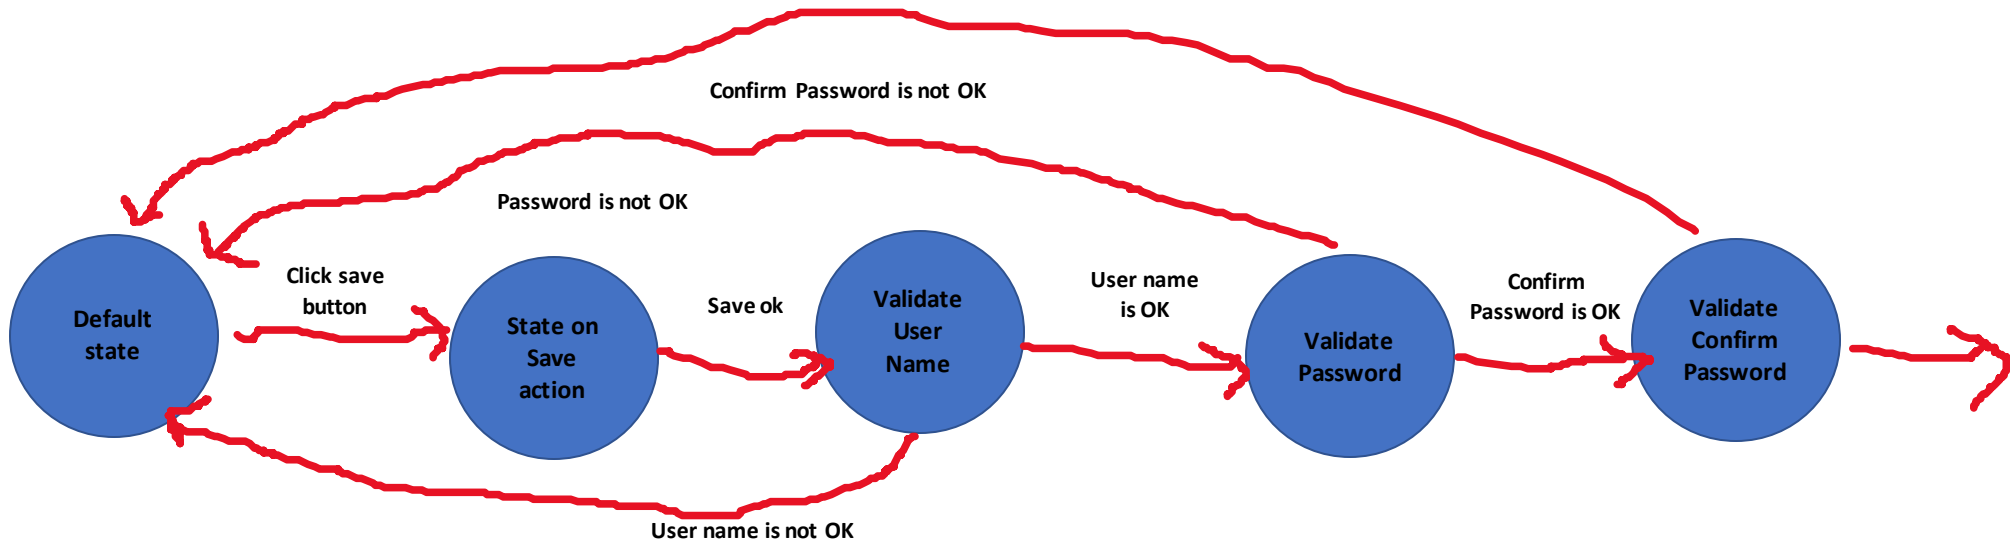 Confirm Password is not OK
Password is not OK
Click save
button
Save ok
User name
is OK
Confirm
Password is OK
Default
state
State on
Save
action
Validate
User
Name
Validate
Password
Validate
Confirm
Password
User name is not OK